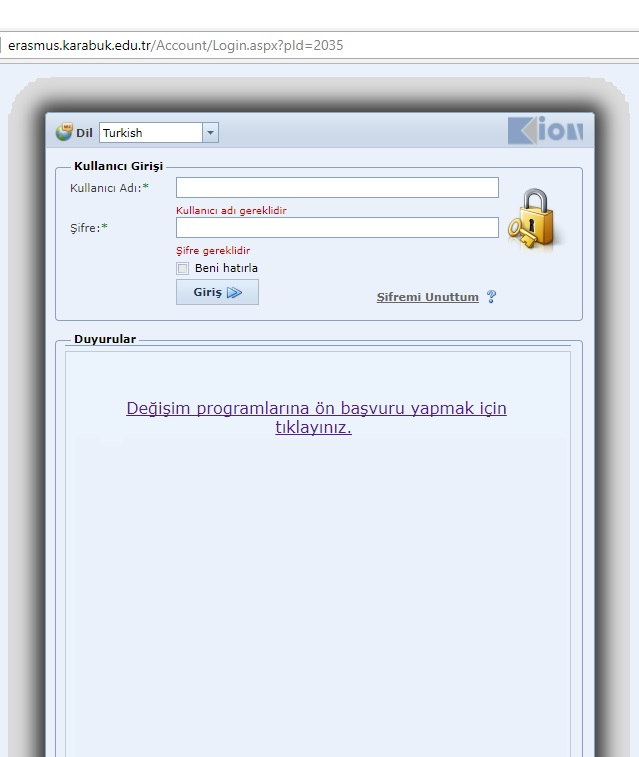 erasmus.karabuk.edu.tr/Account/Login.aspx?pId=2035
Dil Turkish
Kion
Kullanıcı Girişi
Kullanıcı Adı:*
Kullanıcı adı gereklidir
Şifre:*
Şifre gereklidir
Beni hatırla
Giriş
Şifremi Unuttum ?
Duyurular
Değişim programlarına ön başvuru yapmak için
tıklayınız.